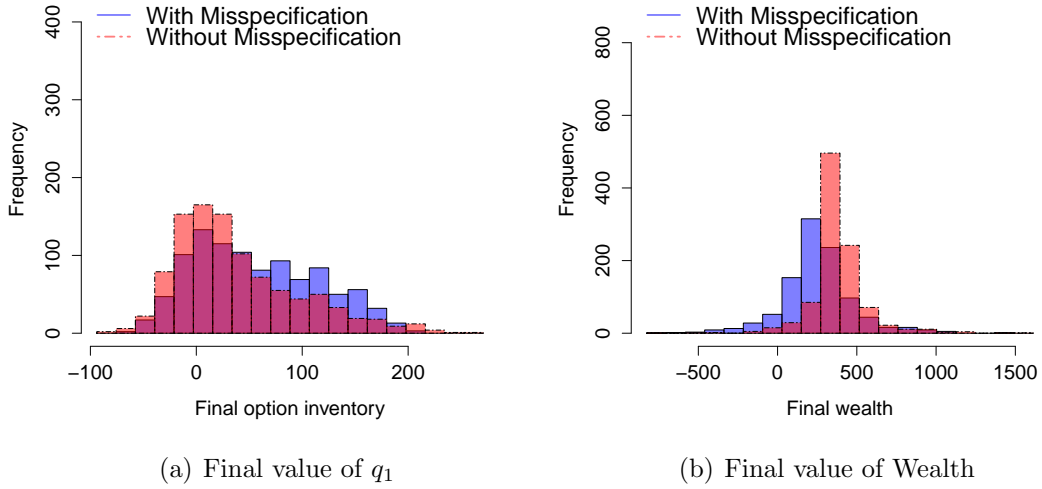 With Misspecification
Without Misspecification
Frequency
400
300
200
100
0
−100 0 100 200
Final option inventory
(a) Final value of q1
With Misspecification
Without Misspecification
Frequency
800
600
400
200
0
−500 0 500 1000 1500
Final wealth
(b) Final value of Wealth